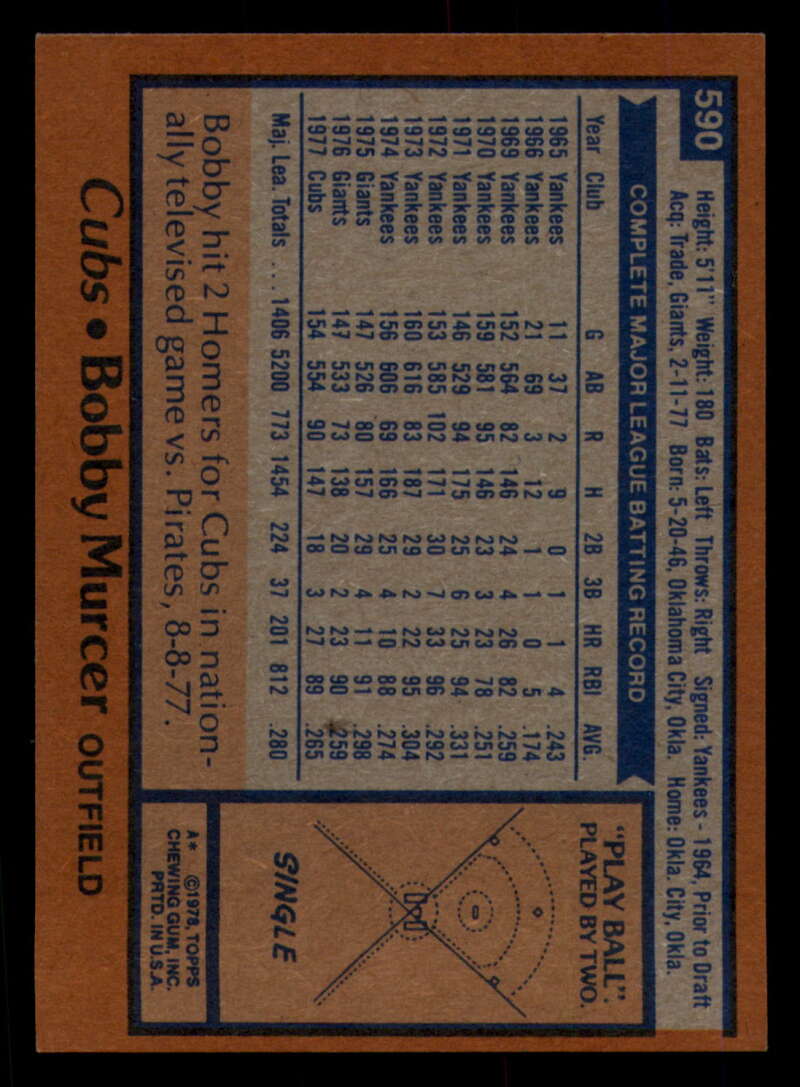 590
Height: 5'11" Weight: 180 Bats: Left Throws: Right Signed: Yankees - 1964, Prior to Draft
Acq: Trade, Giants, 2-11-77 Born: 5-20-46, Oklahoma City, Okla. Home: Okla. City, Okla.
COMPLETE MAJOR LEAGUE BATTING RECORD
Year Club G AB R H 2B 3B HR RBI AVG
1965 Yankees 11 37 2 9 0 1 1 4 .243
1966 Yankees 21 69 3 12 1 1 0 5 .174
1969 Yankees 152 564 82 146 24 4 26 82 .259
1970 Yankees 159 581 95 146 23 3 23 78 .251
1971 Yankees 146 529 94 175 25 6 25 94 .331
1972 Yankees 153 585 102 171 30 7 33 96 .292
1973 Yankees 160 616 83 187 29 2 22 95 .304
1974 Yankees 156 606 69 166 25 4 10 88 .274
1975 Giants 147 526 80 157 29 4 11 91 .298
1976 Giants 147 533 73 138 20 2 23 90 .259
1977 Cubs 154 554 90 147 18 3 27 89 .265
Maj. Lea. Totals ... 1406 5200 773 1454 224 37 201 812 .280
Bobby hit 2 Homers for Cubs in nation-
ally televised game vs. Pirates, 8-8-77.
"PLAY BALL".
PLAYED BY TWO.
SINGLE
A* ©1978, TOPPS
CHEWING GUM, INC.
PRTD. IN U.S.A.
Cubs • Bobby Murcer OUTFIELD